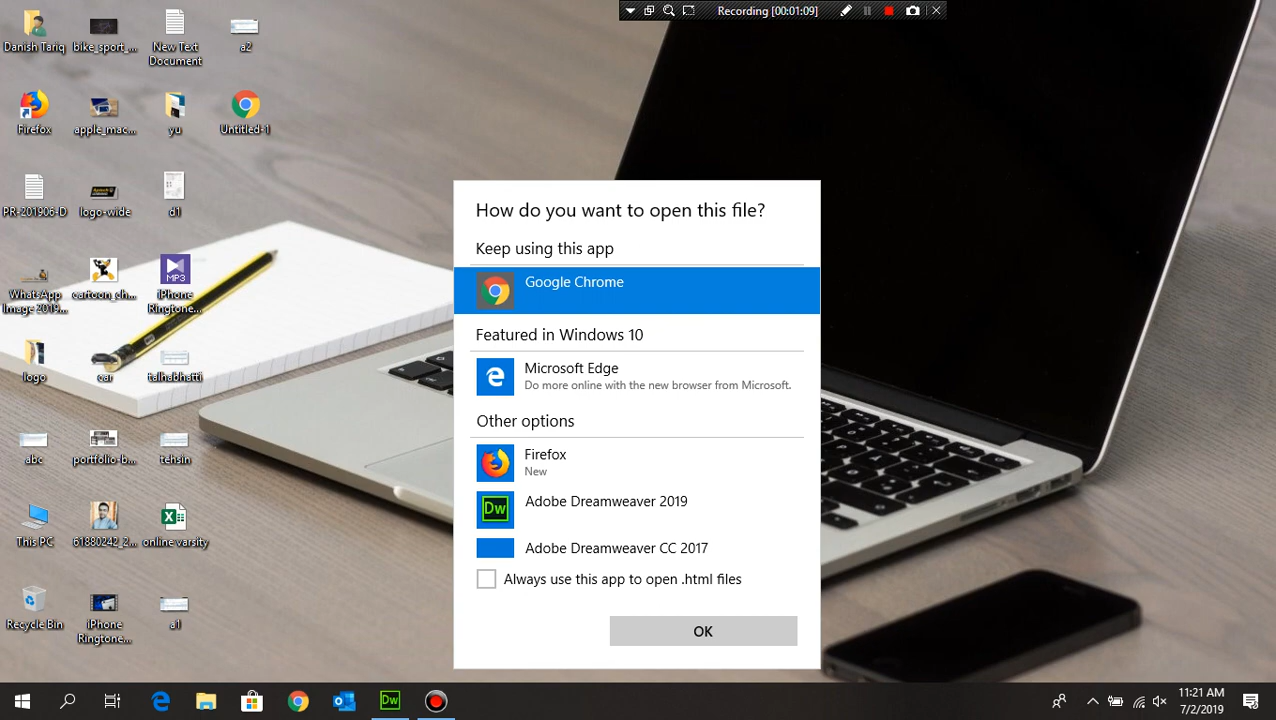 Recording [00:01:09]
Danish Tariq
bike_sport_...
New Text
Document
a2
Firefox
apple_mac...
yu
Untitled-1
PR-201906-D
logo-wide
d1
WhatsApp
Image 2019...
cartoon_ch...
MP3
iPhone
Ringtone...
logo
car
talhabhatti
abc
portfolio-b...
tehsin
This PC
61880242_2...
online varsity
Recycle Bin
iPhone
Ringtone...
a1
How do you want to open this file?
Keep using this app
Google Chrome
Featured in Windows 10
Microsoft Edge
Do more online with the new browser from Microsoft.
Other options
Firefox
New
Dw
Adobe Dreamweaver 2019
Adobe Dreamweaver CC 2017
Always use this app to open .html files
OK
Dw
11:21 AM
7/2/2019